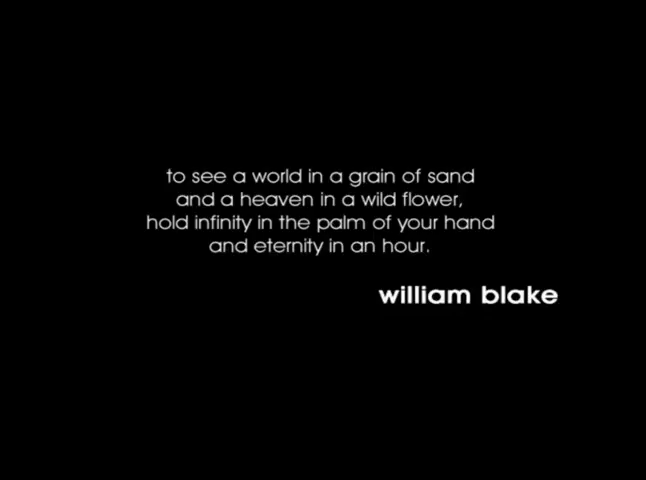 to see a world in a grain of sand
and a heaven in a wild flower,
hold infinity in the palm of your hand
and eternity in an hour.
william blake